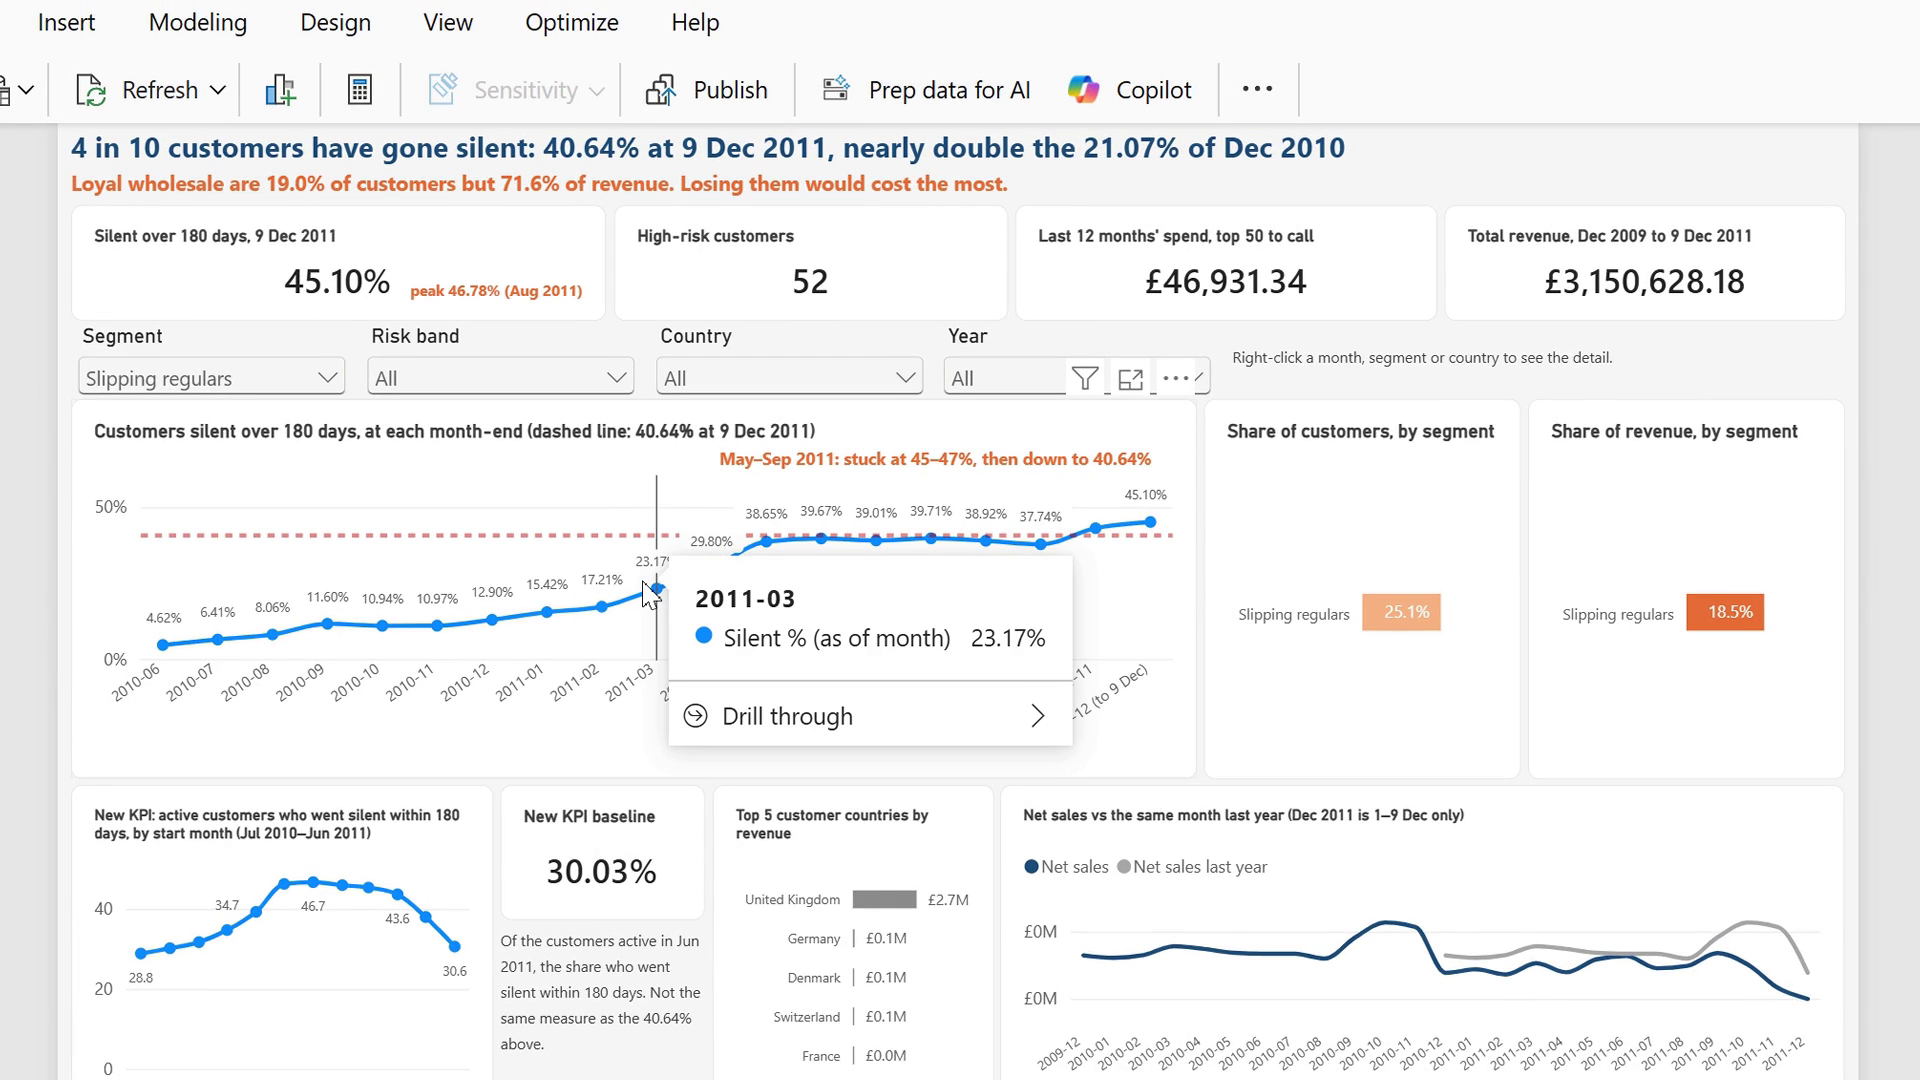 Insert Modeling Design View Optimize Help
Refresh Sensitivity Publish Prep data for AI Copilot
4 in 10 customers have gone silent: 40.64% at 9 Dec 2011, nearly double the 21.07% of Dec 2010
Loyal wholesale are 19.0% of customers but 71.6% of revenue. Losing them would cost the most.
Silent over 180 days, 9 Dec 2011
45.10% peak 46.78% (Aug 2011)
High-risk customers
52
Last 12 months' spend, top 50 to call
£46,931.34
Total revenue, Dec 2009 to 9 Dec 2011
£3,150,628.18
Segment
Slipping regulars
Risk band
All
Country
All
Year
All
Right-click a month, segment or country to see the detail.
Customers silent over 180 days, at each month-end (dashed line: 40.64% at 9 Dec 2011)
May–Sep 2011: stuck at 45–47%, then down to 40.64%
50%
0%
4.62% 6.41% 8.06% 11.60% 10.94% 10.97% 12.90% 15.42% 17.21% 23.17% 29.80% 38.65% 39.67% 39.01% 39.71% 38.92% 37.74% 45.10%
2010-06 2010-07 2010-08 2010-09 2010-10 2010-11 2010-12 2011-01 2011-02 2011-03 -11 -12 (to 9 Dec)
2011-03
Silent % (as of month) 23.17%
Drill through
Share of customers, by segment
Slipping regulars 25.1%
Share of revenue, by segment
Slipping regulars 18.5%
New KPI: active customers who went silent within 180
days, by start month (Jul 2010–Jun 2011)
40
20
0
28.8 34.7 46.7 43.6 30.6
New KPI baseline
30.03%
Of the customers active in Jun
2011, the share who went
silent within 180 days. Not the
same measure as the 40.64%
above.
Top 5 customer countries by
revenue
United Kingdom £2.7M
Germany £0.1M
Denmark £0.1M
Switzerland £0.1M
France £0.0M
Net sales vs the same month last year (Dec 2011 is 1–9 Dec only)
Net sales Net sales last year
£0M
£0M
2009-12 2010-01 2010-02 2010-03 2010-04 2010-05 2010-06 2010-07 2010-08 2010-09 2010-10 2010-11 2010-12 2011-01 2011-02 2011-03 2011-04 2011-05 2011-06 2011-07 2011-08 2011-09 2011-10 2011-11 2011-12